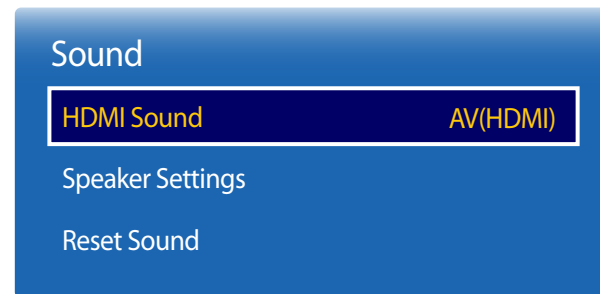 Sound
HDMI Sound AV(HDMI)
Speaker Settings
Reset Sound